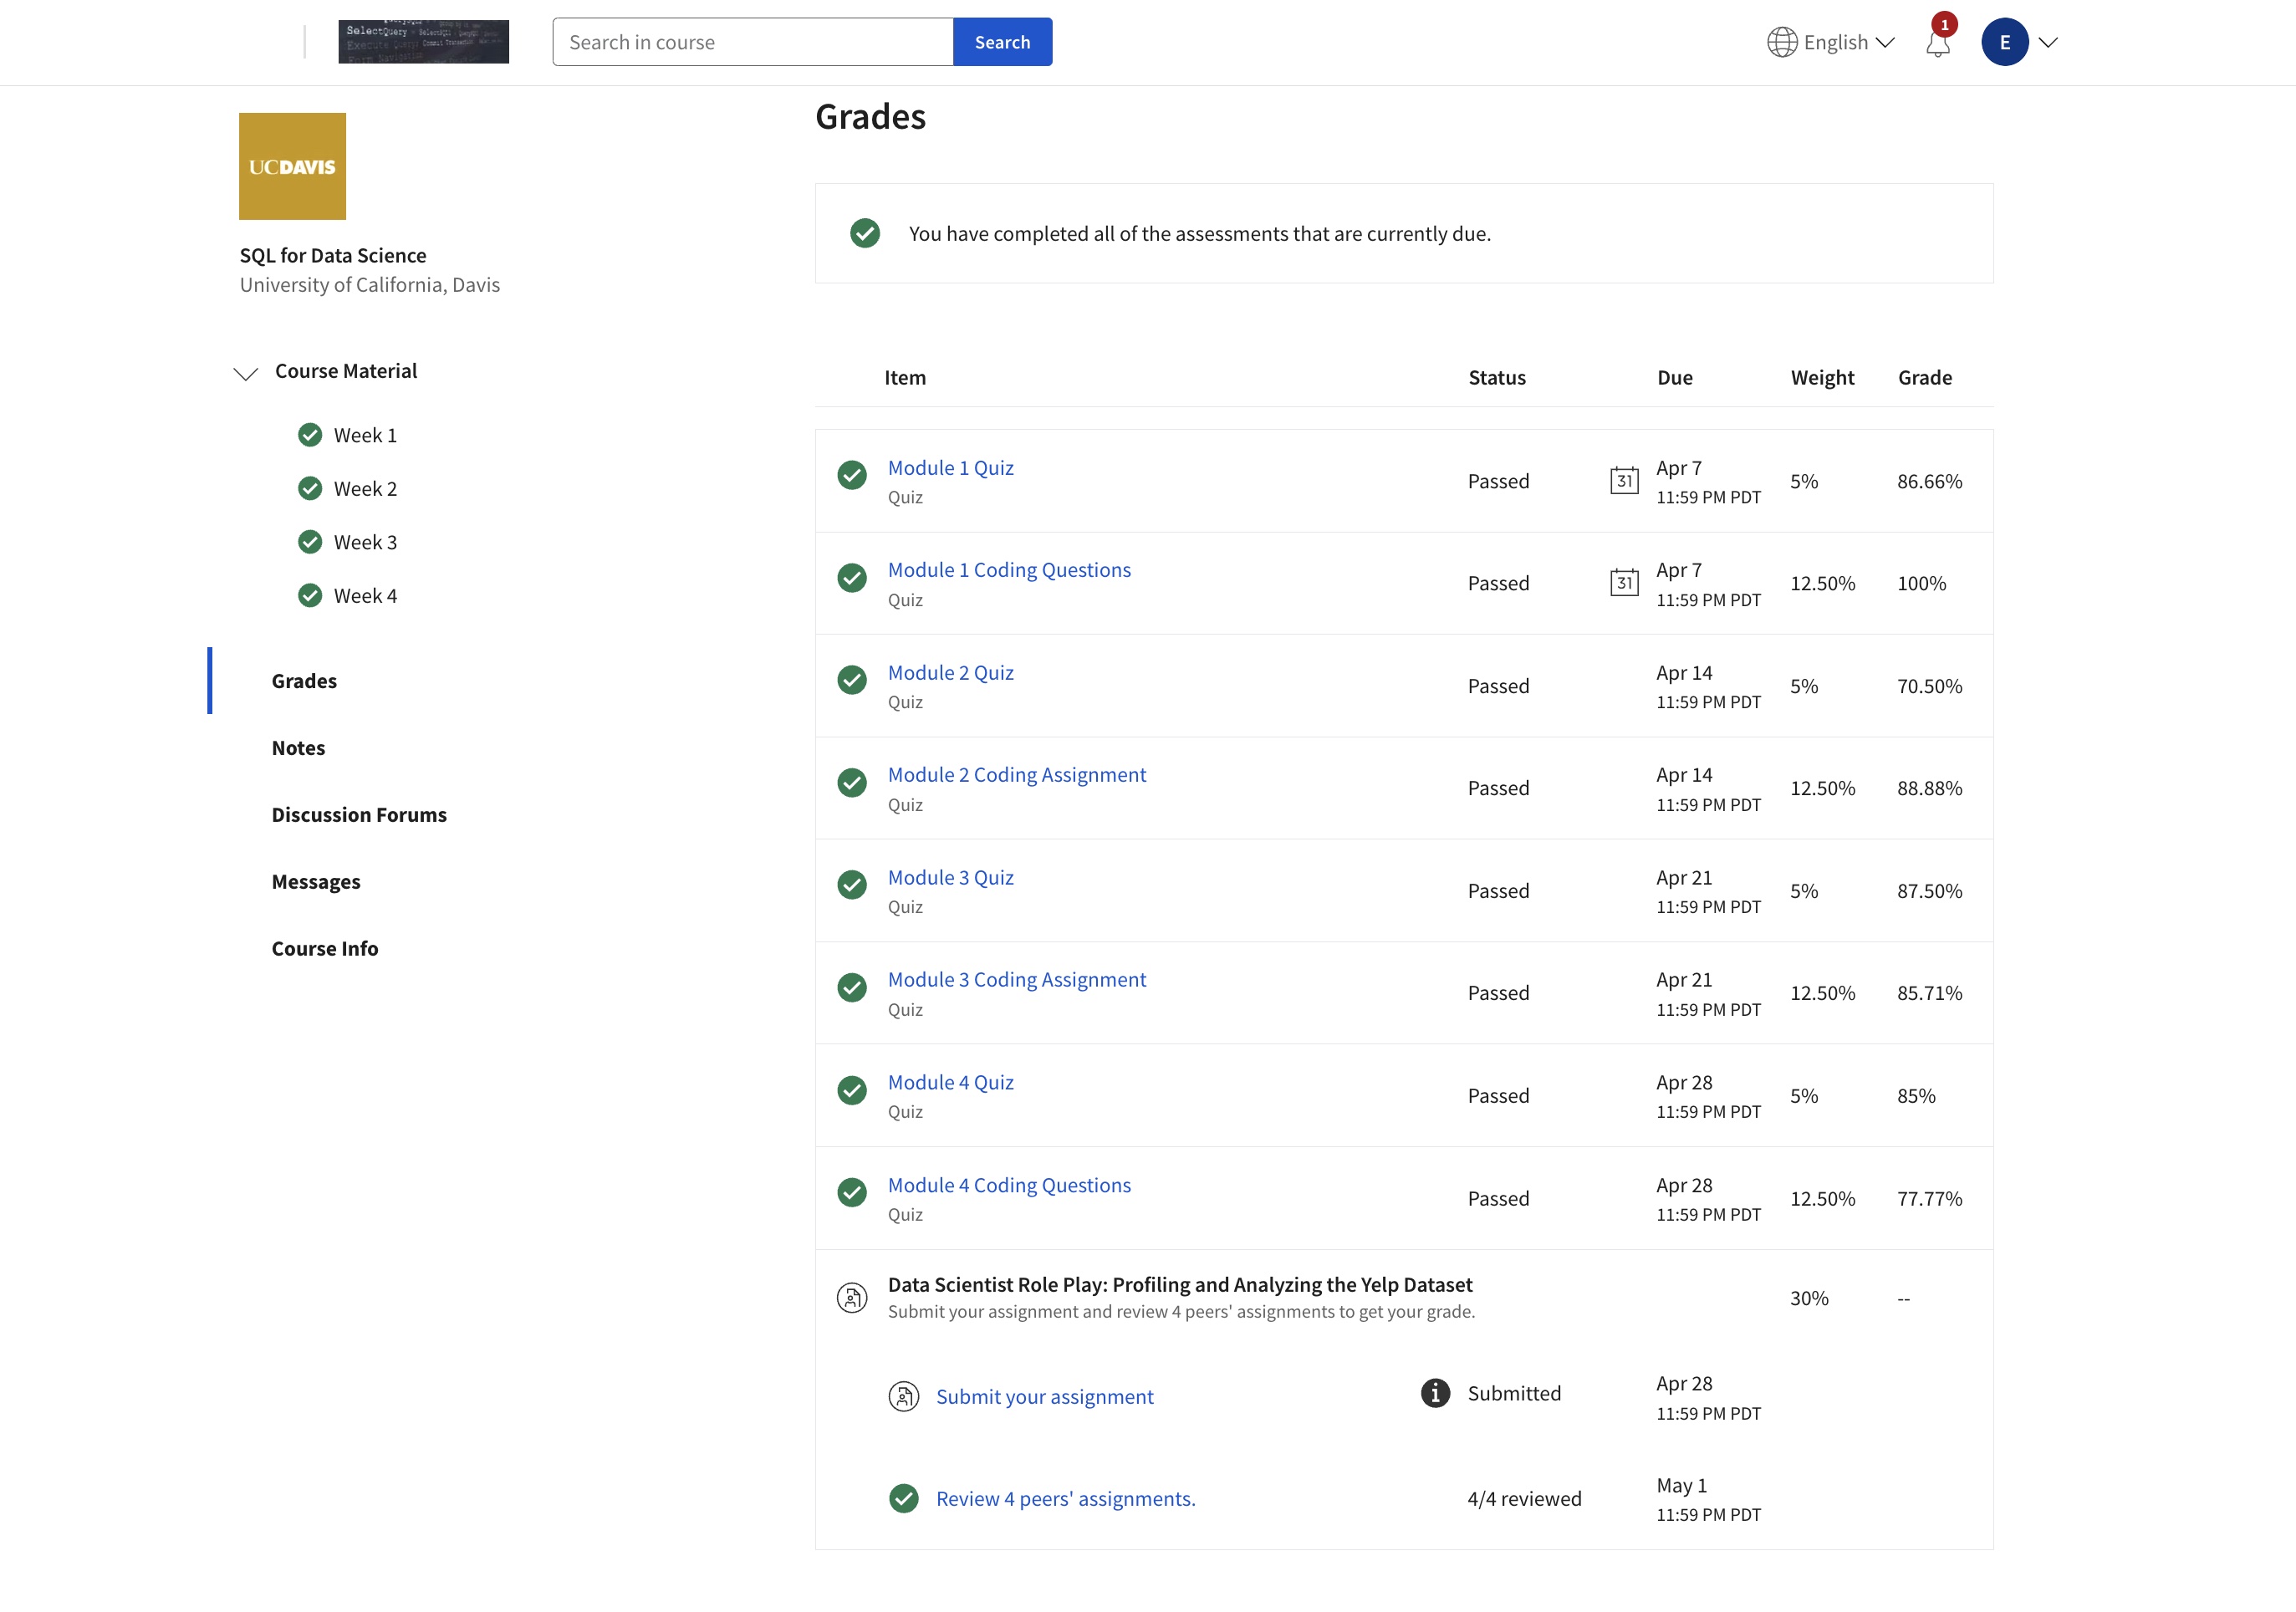 SelectQuery
Search in course
Search
English
1
E
UCDAVIS
SQL for Data Science
University of California, Davis
Course Material
Week 1
Week 2
Week 3
Week 4
Grades
Notes
Discussion Forums
Messages
Course Info
Grades
You have completed all of the assessments that are currently due.
Item Status Due Weight Grade
Module 1 Quiz
Quiz
Passed
31
Apr 7
11:59 PM PDT
5%
86.66%
Module 1 Coding Questions
Quiz
Passed
31
Apr 7
11:59 PM PDT
12.50%
100%
Module 2 Quiz
Quiz
Passed
Apr 14
11:59 PM PDT
5%
70.50%
Module 2 Coding Assignment
Quiz
Passed
Apr 14
11:59 PM PDT
12.50%
88.88%
Module 3 Quiz
Quiz
Passed
Apr 21
11:59 PM PDT
5%
87.50%
Module 3 Coding Assignment
Quiz
Passed
Apr 21
11:59 PM PDT
12.50%
85.71%
Module 4 Quiz
Quiz
Passed
Apr 28
11:59 PM PDT
5%
85%
Module 4 Coding Questions
Quiz
Passed
Apr 28
11:59 PM PDT
12.50%
77.77%
Data Scientist Role Play: Profiling and Analyzing the Yelp Dataset
Submit your assignment and review 4 peers' assignments to get your grade.
30%
--
Submit your assignment
Submitted
Apr 28
11:59 PM PDT
Review 4 peers' assignments.
4/4 reviewed
May 1
11:59 PM PDT